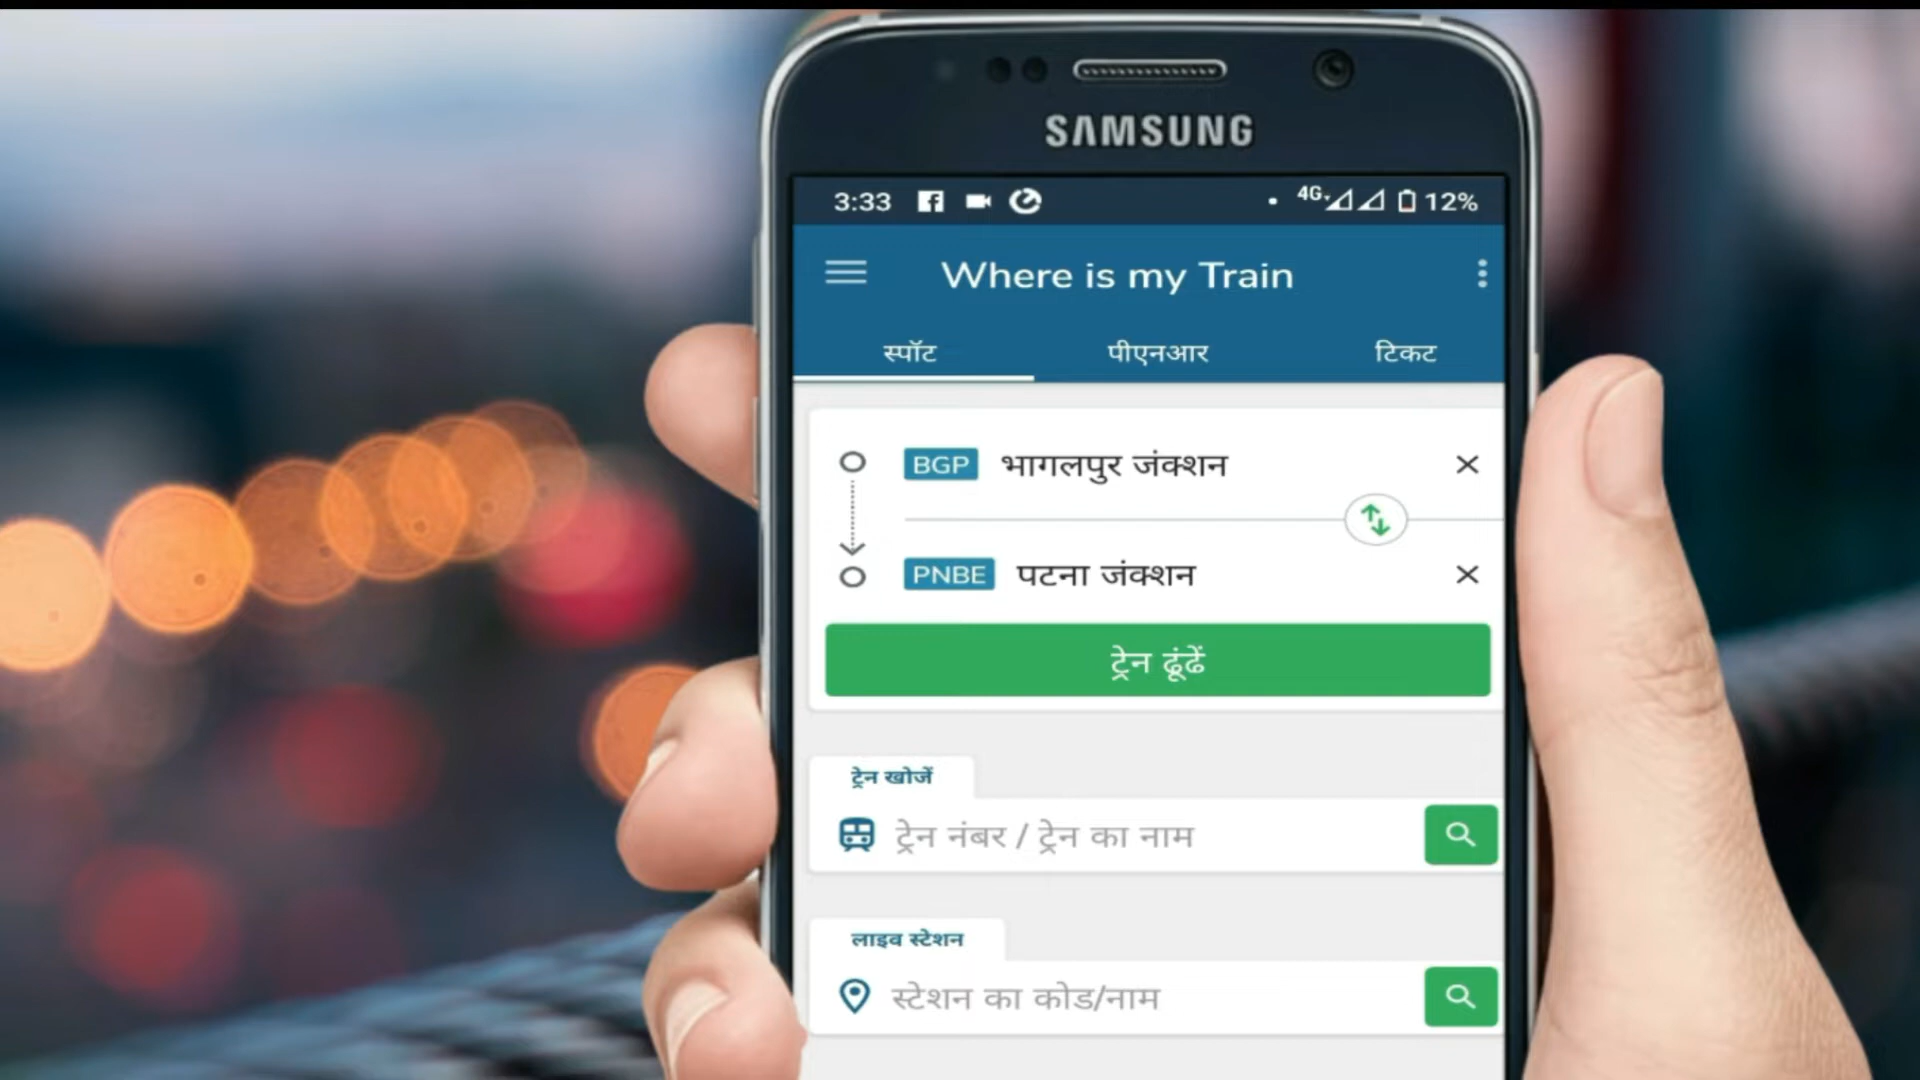 SAMSUNG
3:33 4G 12%
Where is my Train
स्पॉट पीएनआर टिकट
BGP भागलपुर जंक्शन
PNBE पटना जंक्शन
ट्रेन ढूंढें
ट्रेन खोजें
ट्रेन नंबर / ट्रेन का नाम
लाइव स्टेशन
स्टेशन का कोड/नाम